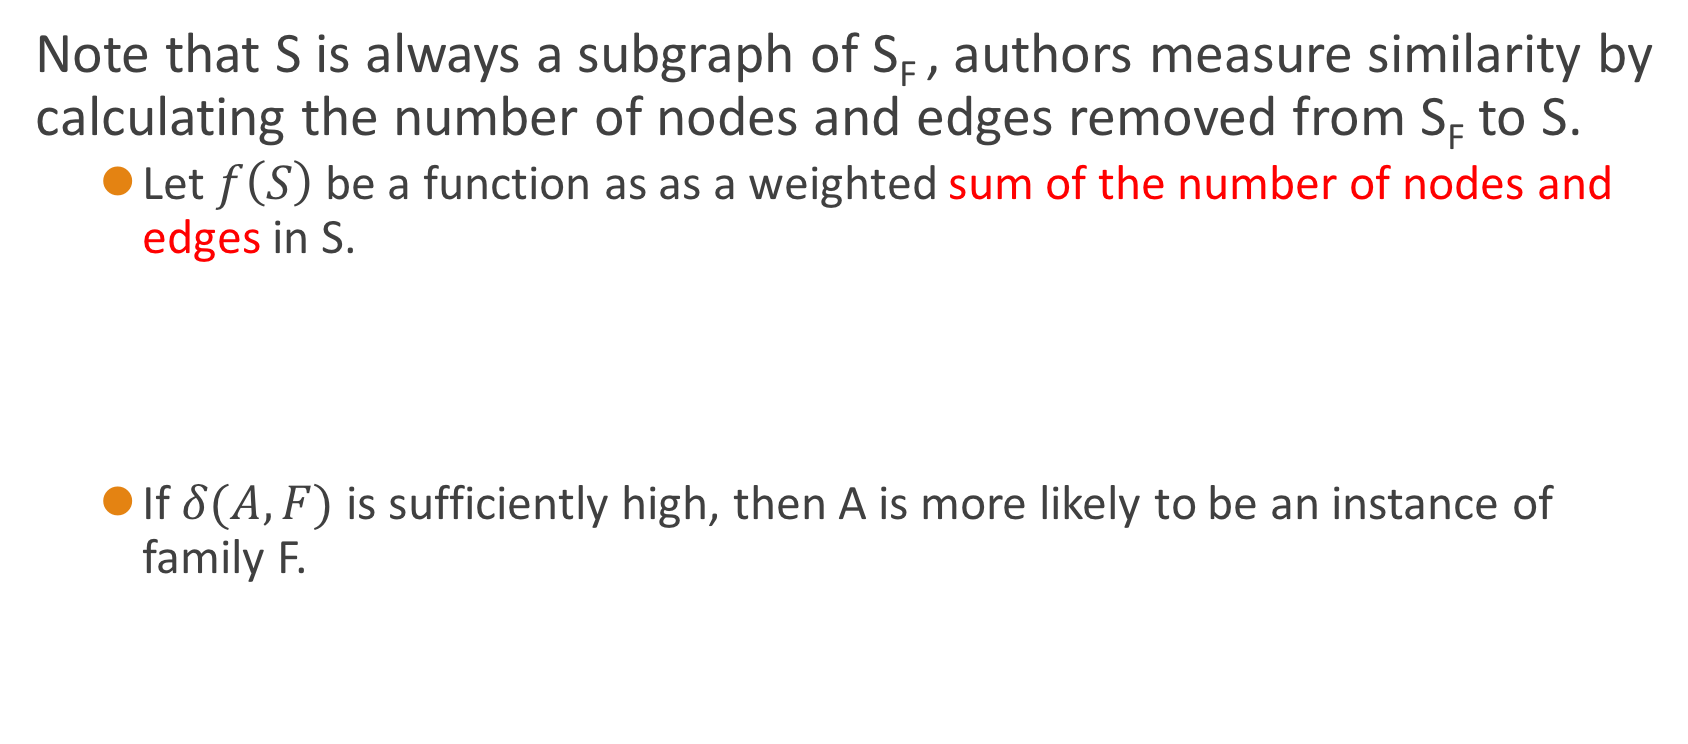 Note that S is always a subgraph of S_F , authors measure similarity by
calculating the number of nodes and edges removed from S_F to S.
● Let f(S) be a function as as a weighted sum of the number of nodes and
edges in S.
● If δ(A, F) is sufficiently high, then A is more likely to be an instance of
family F.